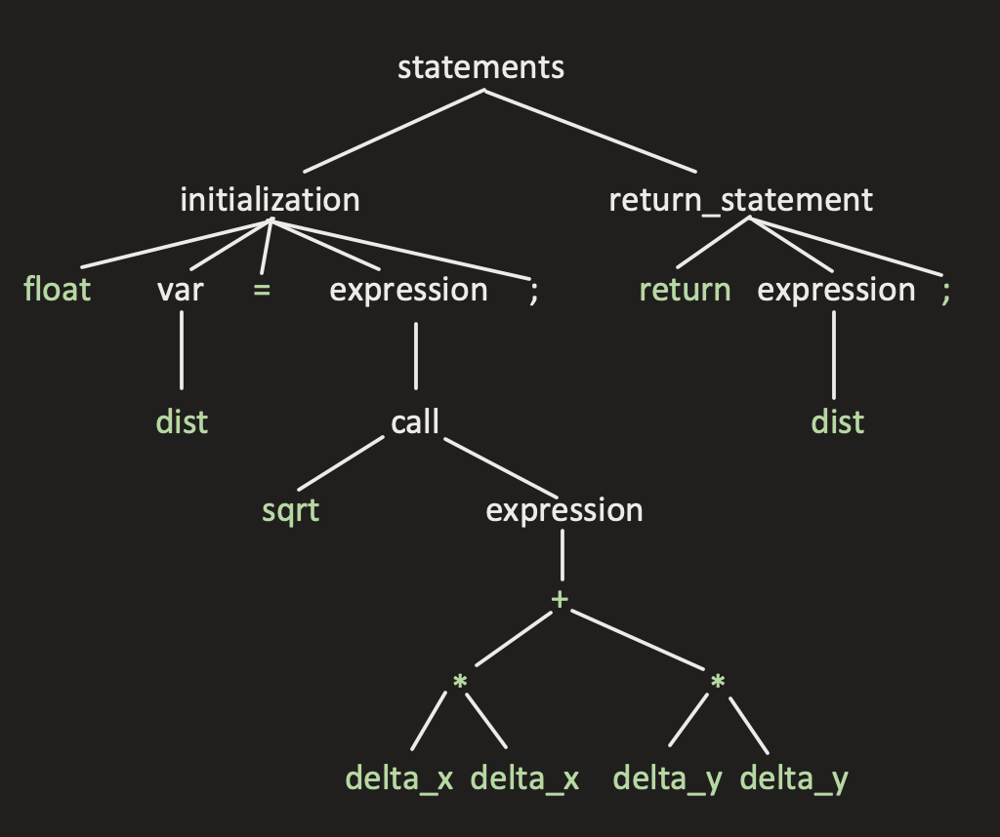 statements
initialization return_statement
float var = expression ; return expression ;
dist call dist
sqrt expression
+
* *
delta_x delta_x delta_y delta_y